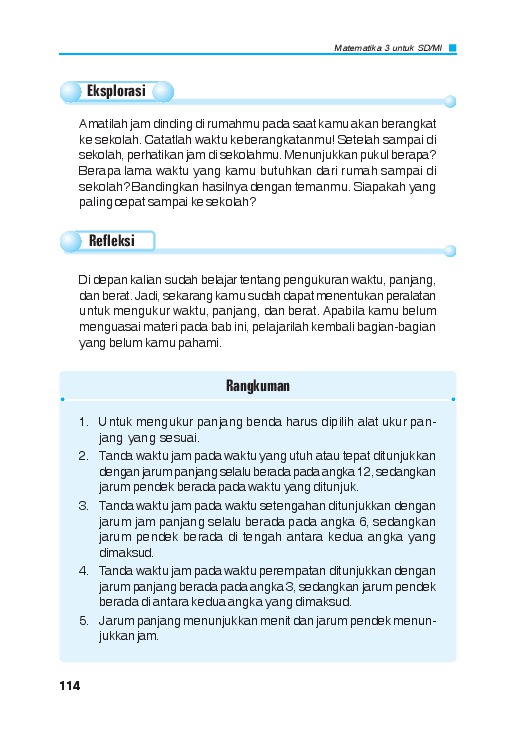 Matematika 3 untuk SD/MI
Eksplorasi
Amatilah jam dinding di rumahmu pada saat kamu akan berangkat
ke sekolah. Catatlah waktu keberangkatanmu! Setelah sampai di
sekolah, perhatikan jam di sekolahmu. Menunjukkan pukul berapa?
Berapa lama waktu yang kamu butuhkan dari rumah sampai di
sekolah? Bandingkan hasilnya dengan temanmu. Siapakah yang
paling cepat sampai ke sekolah?
Refleksi
Di depan kalian sudah belajar tentang pengukuran waktu, panjang,
dan berat. Jadi, sekarang kamu sudah dapat menentukan peralatan
untuk mengukur waktu, panjang, dan berat. Apabila kamu belum
menguasai materi pada bab ini, pelajarilah kembali bagian-bagian
yang belum kamu pahami.
Rangkuman
1. Untuk mengukur panjang benda harus dipilih alat ukur pan-
jang yang sesuai.
2. Tanda waktu jam pada waktu yang utuh atau tepat ditunjukkan
dengan jarum panjang selalu berada pada angka 12, sedangkan
jarum pendek berada pada waktu yang ditunjuk.
3. Tanda waktu jam pada waktu setengahan ditunjukkan dengan
jarum jam panjang selalu berada pada angka 6, sedangkan
jarum pendek berada di tengah antara kedua angka yang
dimaksud.
4. Tanda waktu jam pada waktu perempatan ditunjukkan dengan
jarum panjang berada pada angka 3, sedangkan jarum pendek
berada di antara kedua angka yang dimaksud.
5. Jarum panjang menunjukkan menit dan jarum pendek menun-
jukkan jam.
114